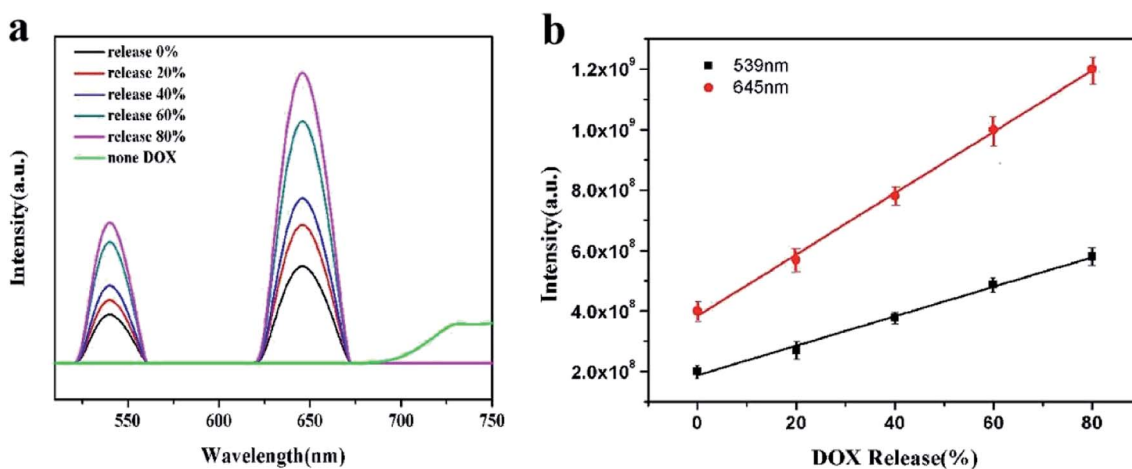 a
release 0%
release 20%
release 40%
release 60%
release 80%
none DOX
Intensity(a.u.)
550
600
650
700
750
Wavelength(nm)
b
539nm
645nm
1.2x10⁹
1.0x10⁹
8.0x10⁸
6.0x10⁸
4.0x10⁸
2.0x10⁸
Intensity(a.u.)
0
20
40
60
80
DOX Release(%)